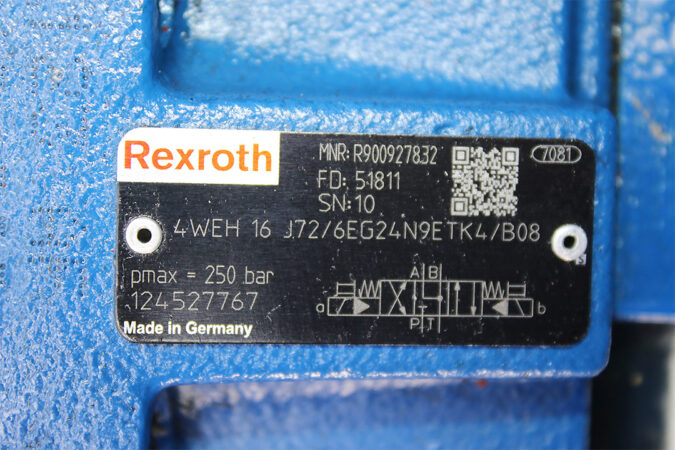 Rexroth
MNR: R900927832
7081
FD: 51811
SN: 10
4WEH 16 J72/6EG24N9ETK4/B08
pmax = 250 bar
124527767
Made in Germany
A B
a b
P T